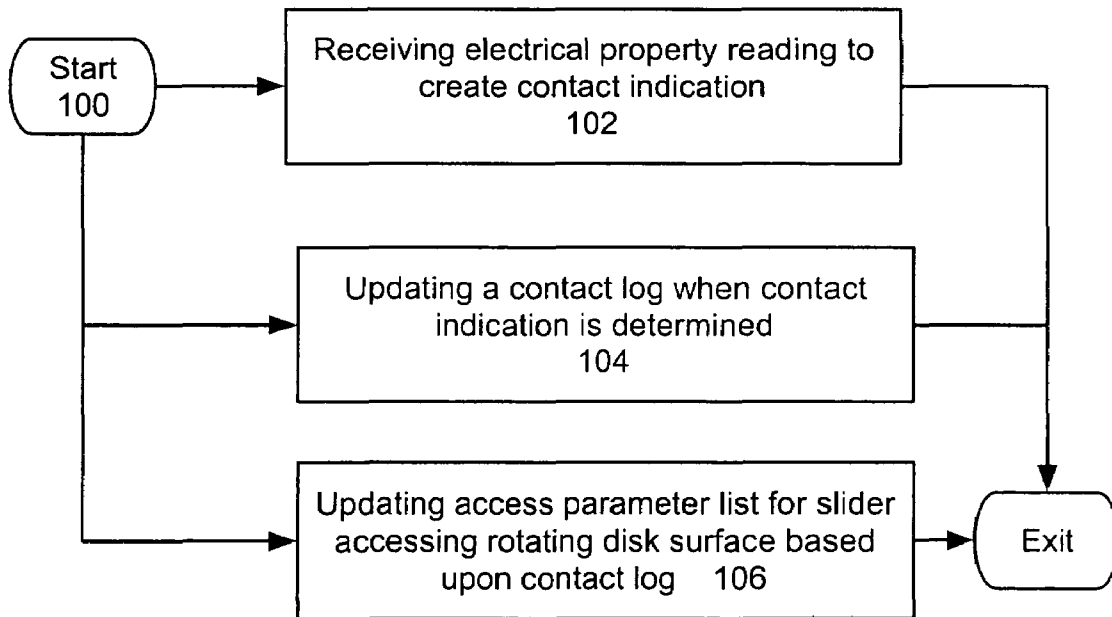 Start
100
Receiving electrical property reading to
create contact indication
102
Updating a contact log when contact
indication is determined
104
Updating access parameter list for slider
accessing rotating disk surface based
upon contact log 106
Exit